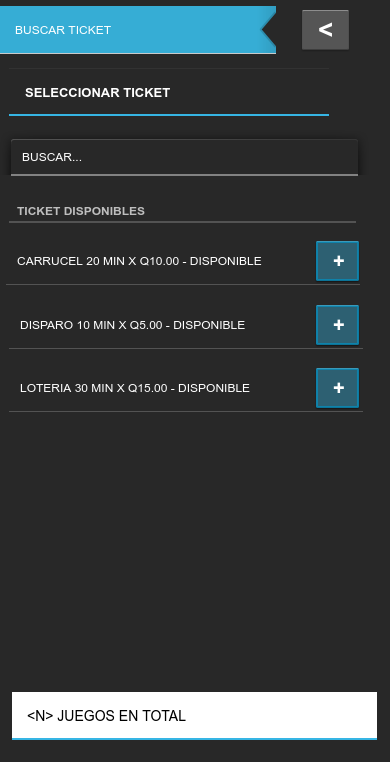 BUSCAR TICKET
<
SELECCIONAR TICKET
BUSCAR...
TICKET DISPONIBLES
CARRUCEL 20 MIN X Q10.00 - DISPONIBLE
+
DISPARO 10 MIN X Q5.00 - DISPONIBLE
+
LOTERIA 30 MIN X Q15.00 - DISPONIBLE
+
<N> JUEGOS EN TOTAL